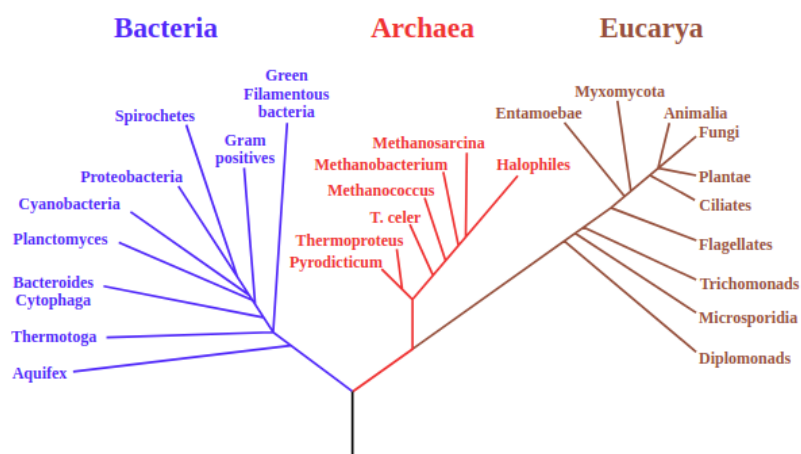 Bacteria
Archaea
Eucarya
Green
Filamentous
bacteria
Spirochetes
Gram
positives
Proteobacteria
Cyanobacteria
Planctomyces
Bacteroides
Cytophaga
Thermotoga
Aquifex
Methanosarcina
Methanobacterium
Halophiles
Methanococcus
T. celer
Thermoproteus
Pyrodicticum
Myxomycota
Entamoebae
Animalia
Fungi
Plantae
Ciliates
Flagellates
Trichomonads
Microsporidia
Diplomonads